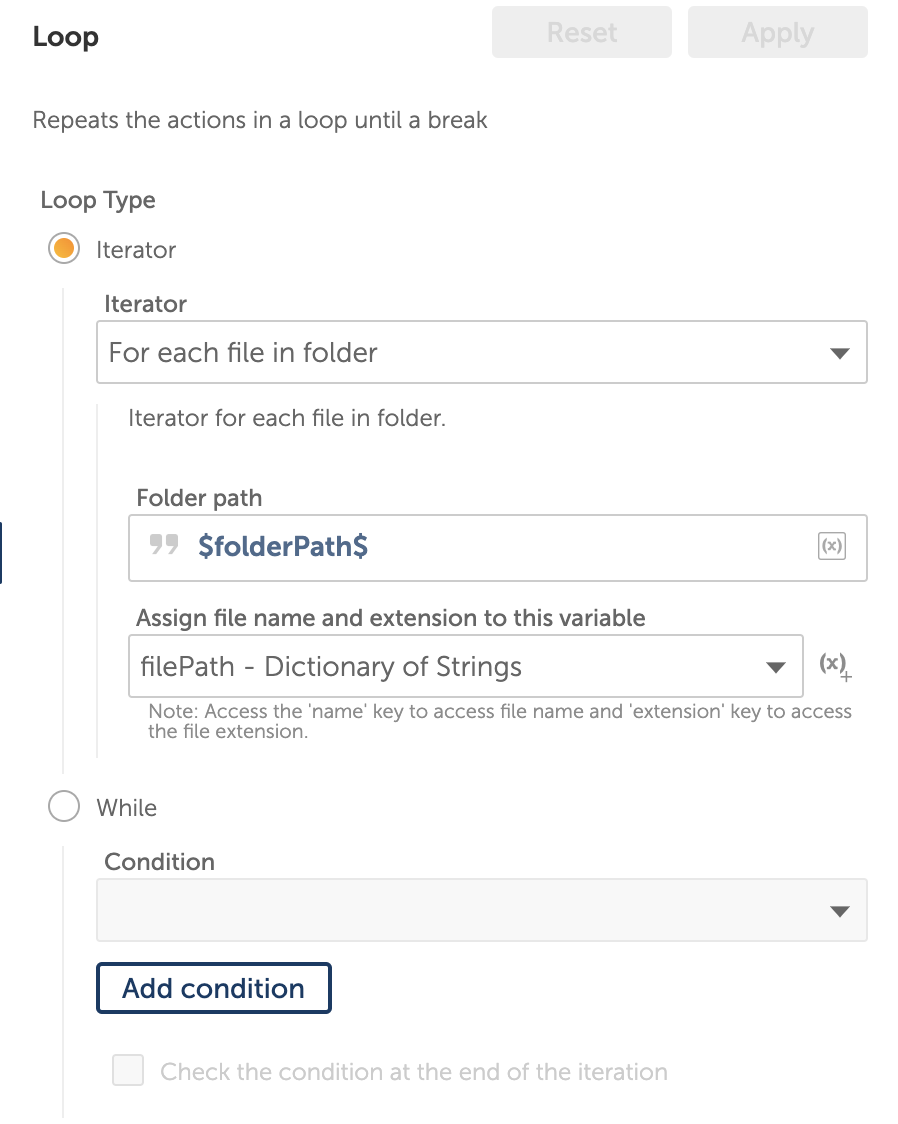 Loop
Reset
Apply
Repeats the actions in a loop until a break
Loop Type
Iterator
Iterator
For each file in folder
Iterator for each file in folder.
Folder path
$folderPath$
(x)
Assign file name and extension to this variable
filePath - Dictionary of Strings
(x)+
Note: Access the 'name' key to access file name and 'extension' key to access
the file extension.
While
Condition
Add condition
Check the condition at the end of the iteration